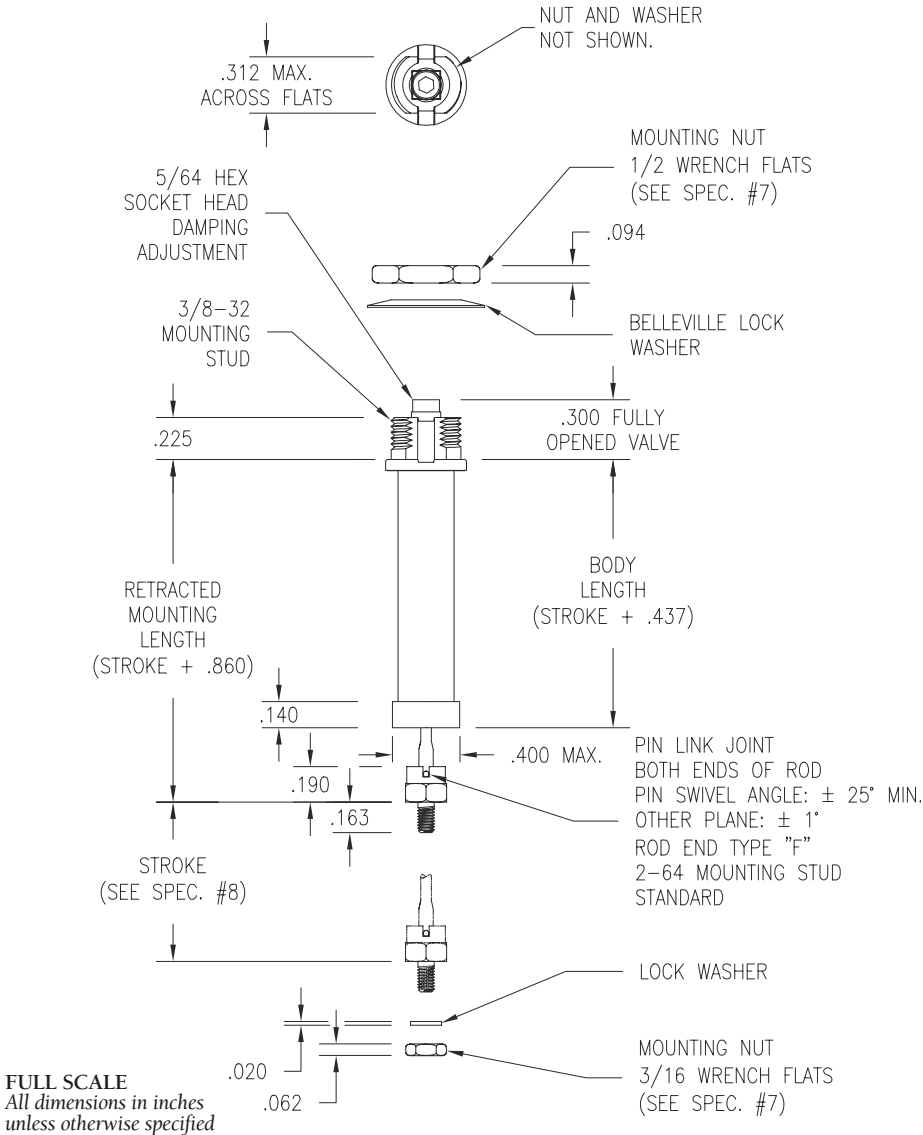 NUT AND WASHER
NOT SHOWN.
.312 MAX.
ACROSS FLATS
MOUNTING NUT
1/2 WRENCH FLATS
(SEE SPEC. #7)
5/64 HEX
SOCKET HEAD
DAMPING
ADJUSTMENT
.094
3/8-32
MOUNTING
STUD
BELLEVILLE LOCK
WASHER
.225
.300 FULLY
OPENED VALVE
RETRACTED
MOUNTING
LENGTH
(STROKE + .860)
BODY
LENGTH
(STROKE + .437)
.140
.400 MAX.
.190
.163
PIN LINK JOINT
BOTH ENDS OF ROD
PIN SWIVEL ANGLE: ± 25° MIN.
OTHER PLANE: ± 1°
ROD END TYPE "F"
2-64 MOUNTING STUD
STANDARD
STROKE
(SEE SPEC. #8)
LOCK WASHER
.020
.062
MOUNTING NUT
3/16 WRENCH FLATS
(SEE SPEC. #7)
FULL SCALE
All dimensions in inches
unless otherwise specified